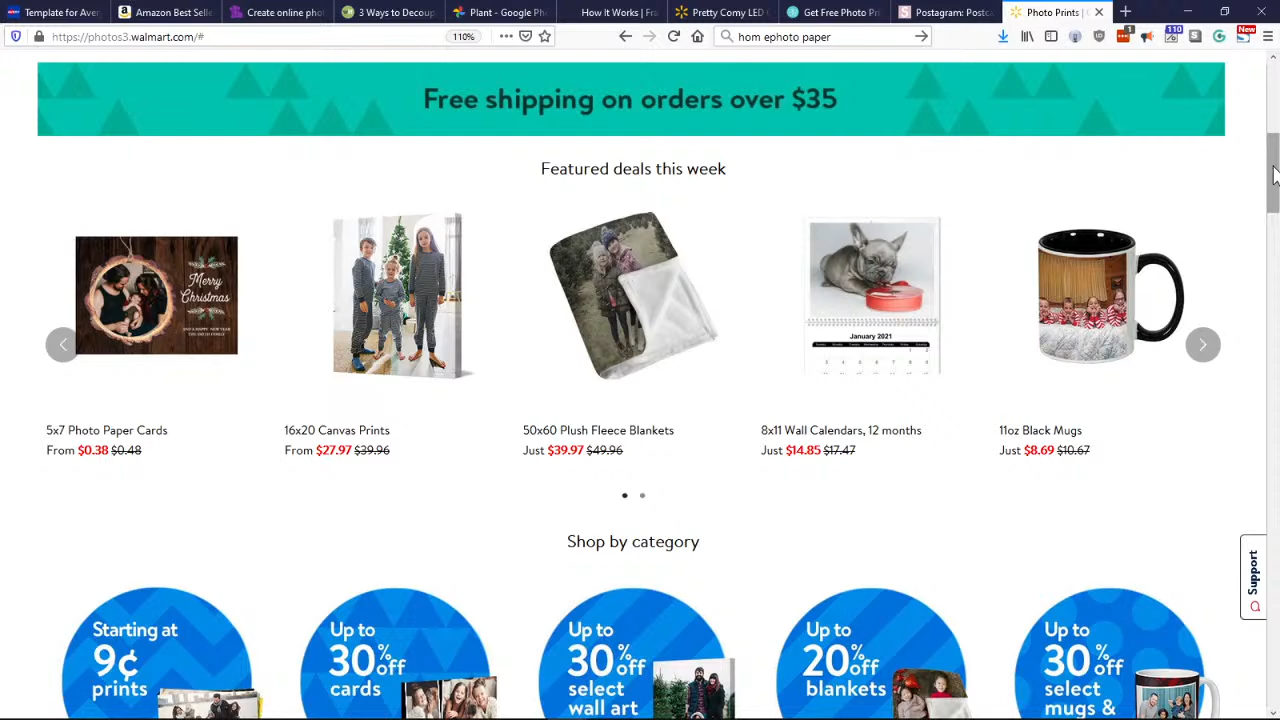 Template for Aver
Amazon Best Selle
Create online phot
3 Ways to Decoup
Plant - Google Ph
How It Works | Fra
Pretty Comy LED C
Get Free Photo Pr
Postagram: Postca
Photo Prints |
https://photos3.walmart.com/#
110%
hom ephoto paper
1
110
New
Free shipping on orders over $35
Featured deals this week
Merry
Christmas
January 2021
5x7 Photo Paper Cards
16x20 Canvas Prints
50x60 Plush Fleece Blankets
8x11 Wall Calendars, 12 months
11oz Black Mugs
From $0.38 $0.48
From $27.97 $39.96
Just $39.97 $49.96
Just $14.85 $17.47
Just $8.69 $10.67
Shop by category
Support
Starting at
9¢
prints
Up to
30% off
cards
Up to
30% off
select
wall art
Up to
20% off
blankets
Up to
30% off
select
mugs &